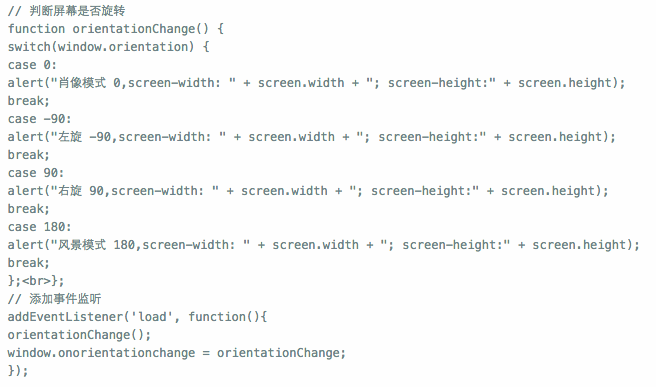 // 判断屏幕是否旋转
function orientationChange() {
switch(window.orientation) {
case 0:
alert("肖像模式 0,screen-width: " + screen.width + "; screen-height:" + screen.height);
break;
case -90:
alert("左旋 -90,screen-width: " + screen.width + "; screen-height:" + screen.height);
break;
case 90:
alert("右旋 90,screen-width: " + screen.width + "; screen-height:" + screen.height);
break;
case 180:
alert("风景模式 180,screen-width: " + screen.width + "; screen-height:" + screen.height);
break;
};<br>};
// 添加事件监听
addEventListener('load', function(){
orientationChange();
window.onorientationchange = orientationChange;
});